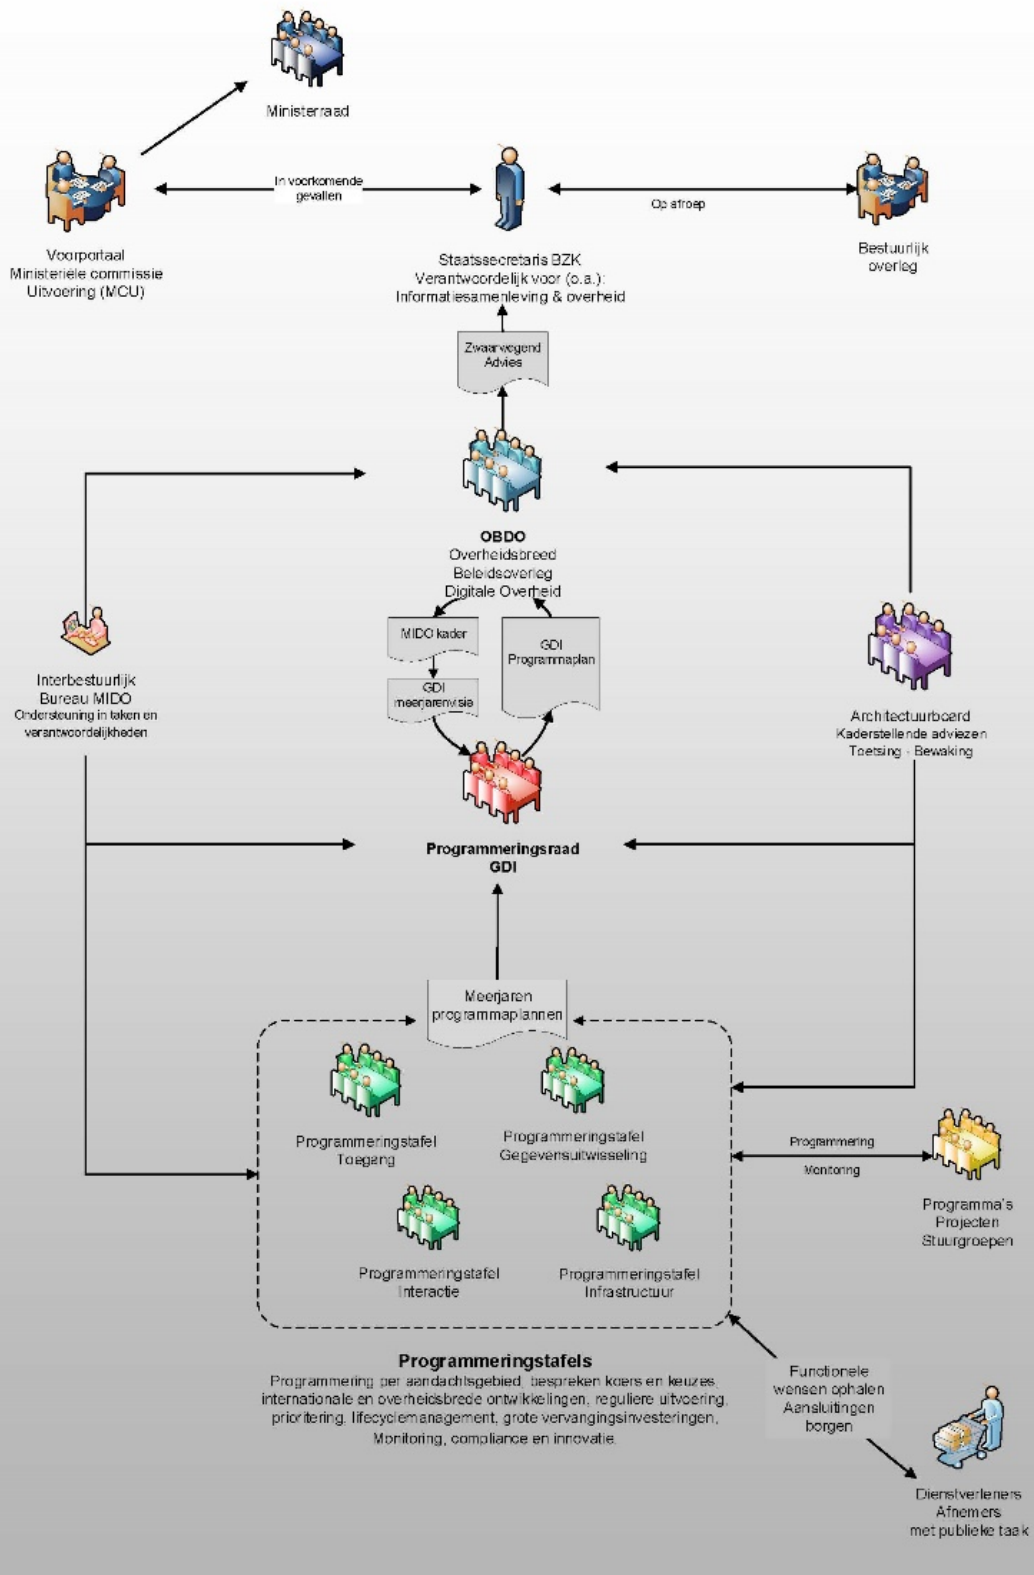 Ministerraad
In voorkomende
gevallen
Op afroep
Voorportaal
Ministeriële commissie
Uitvoering (MCU)
Staatssecretaris BZK
Verantwoordelijk voor (o.a.):
Informatiesamenleving & overheid
Bestuurlijk
overleg
Zwaarwegend
Advies
OBDO
Overheidsbreed
Beleidsoverleg
Digitale Overheid
MIDO kader
GDI
meerjarenvisie
GDI
Programmaplan
Interbestuurlijk
Bureau MIDO
Ondersteuning in taken en
verantwoordelijkheden
Architectuurboard
Kaderstellende adviezen
Toetsing - Bewaking
Programmeringsraad
GDI
Meerjaren
programmaplannen
Programmeringstafel
Toegang
Programmeringstafel
Gegevensuitwisseling
Programmeringstafel
Interactie
Programmeringstafel
Infrastructuur
Programmering
Monitoring
Programma's
Projecten
Stuurgroepen
Programmeringstafels
Programmering per aandachtsgebied, bespreken koers en keuzes,
internationale en overheidsbrede ontwikkelingen, reguliere uitvoering,
prioritering, lifecyclemanagement, grote vervangingsinvesteringen,
Monitoring, compliance en innovatie.
Functionele
wensen ophalen
Aansluitingen
borgen
Dienstverleners
Afnemers
met publieke taak